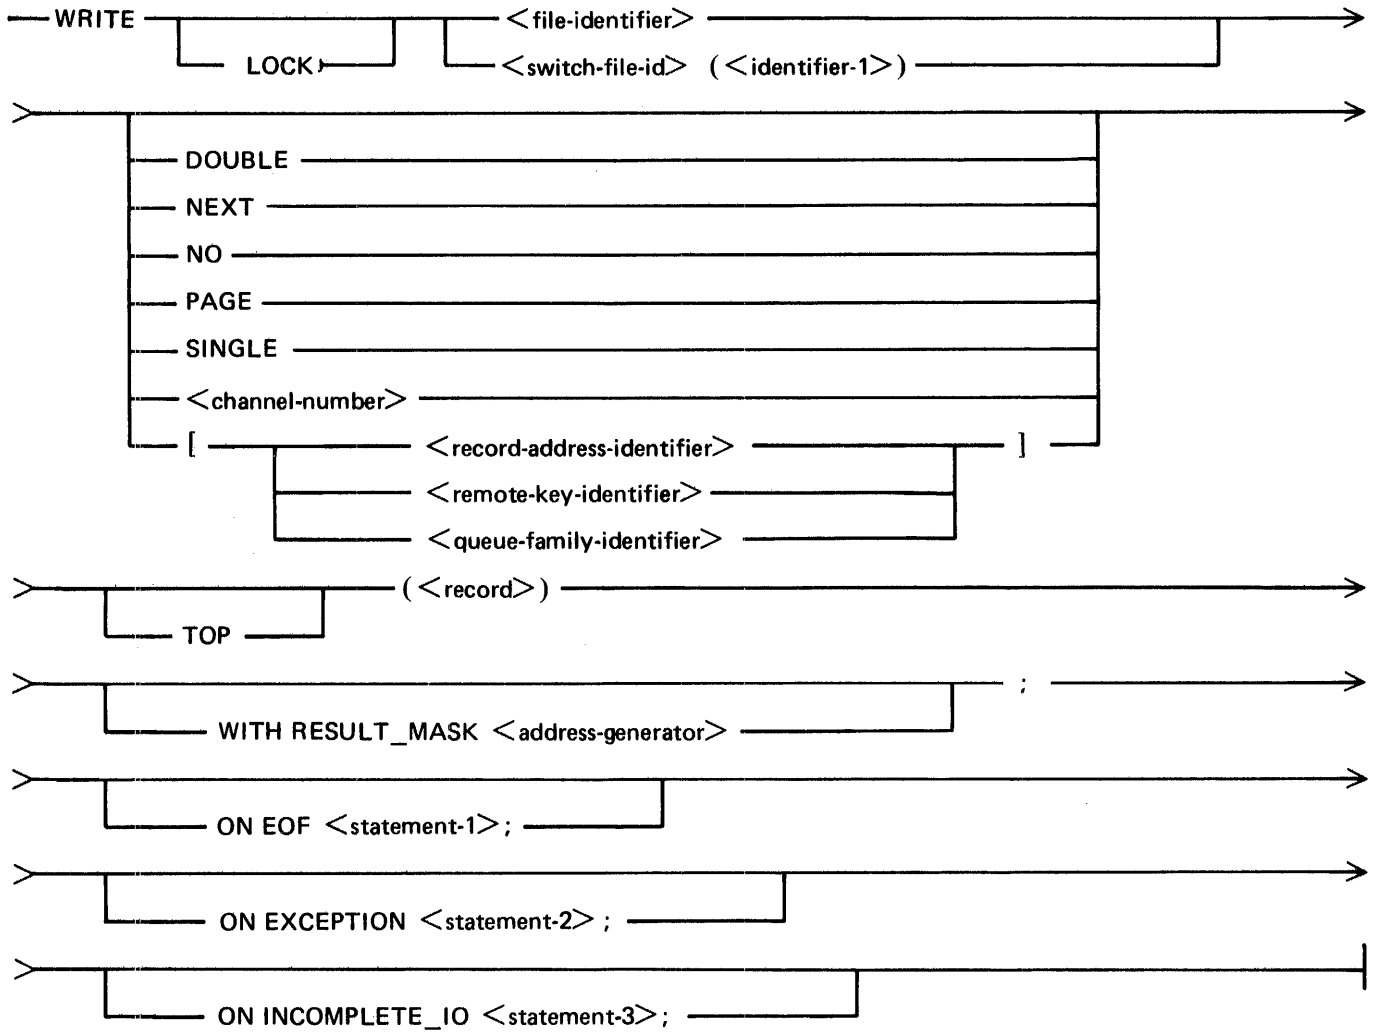 WRITE <file-identifier>
LOCK <switch-file-id> (<identifier-1>)
DOUBLE
NEXT
NO
PAGE
SINGLE
<channel-number>
[ <record-address-identifier> ]
<remote-key-identifier>
<queue-family-identifier>
(<record>)
TOP
;
WITH RESULT_MASK <address-generator>
ON EOF <statement-1>;
ON EXCEPTION <statement-2>;
ON INCOMPLETE_IO <statement-3>;